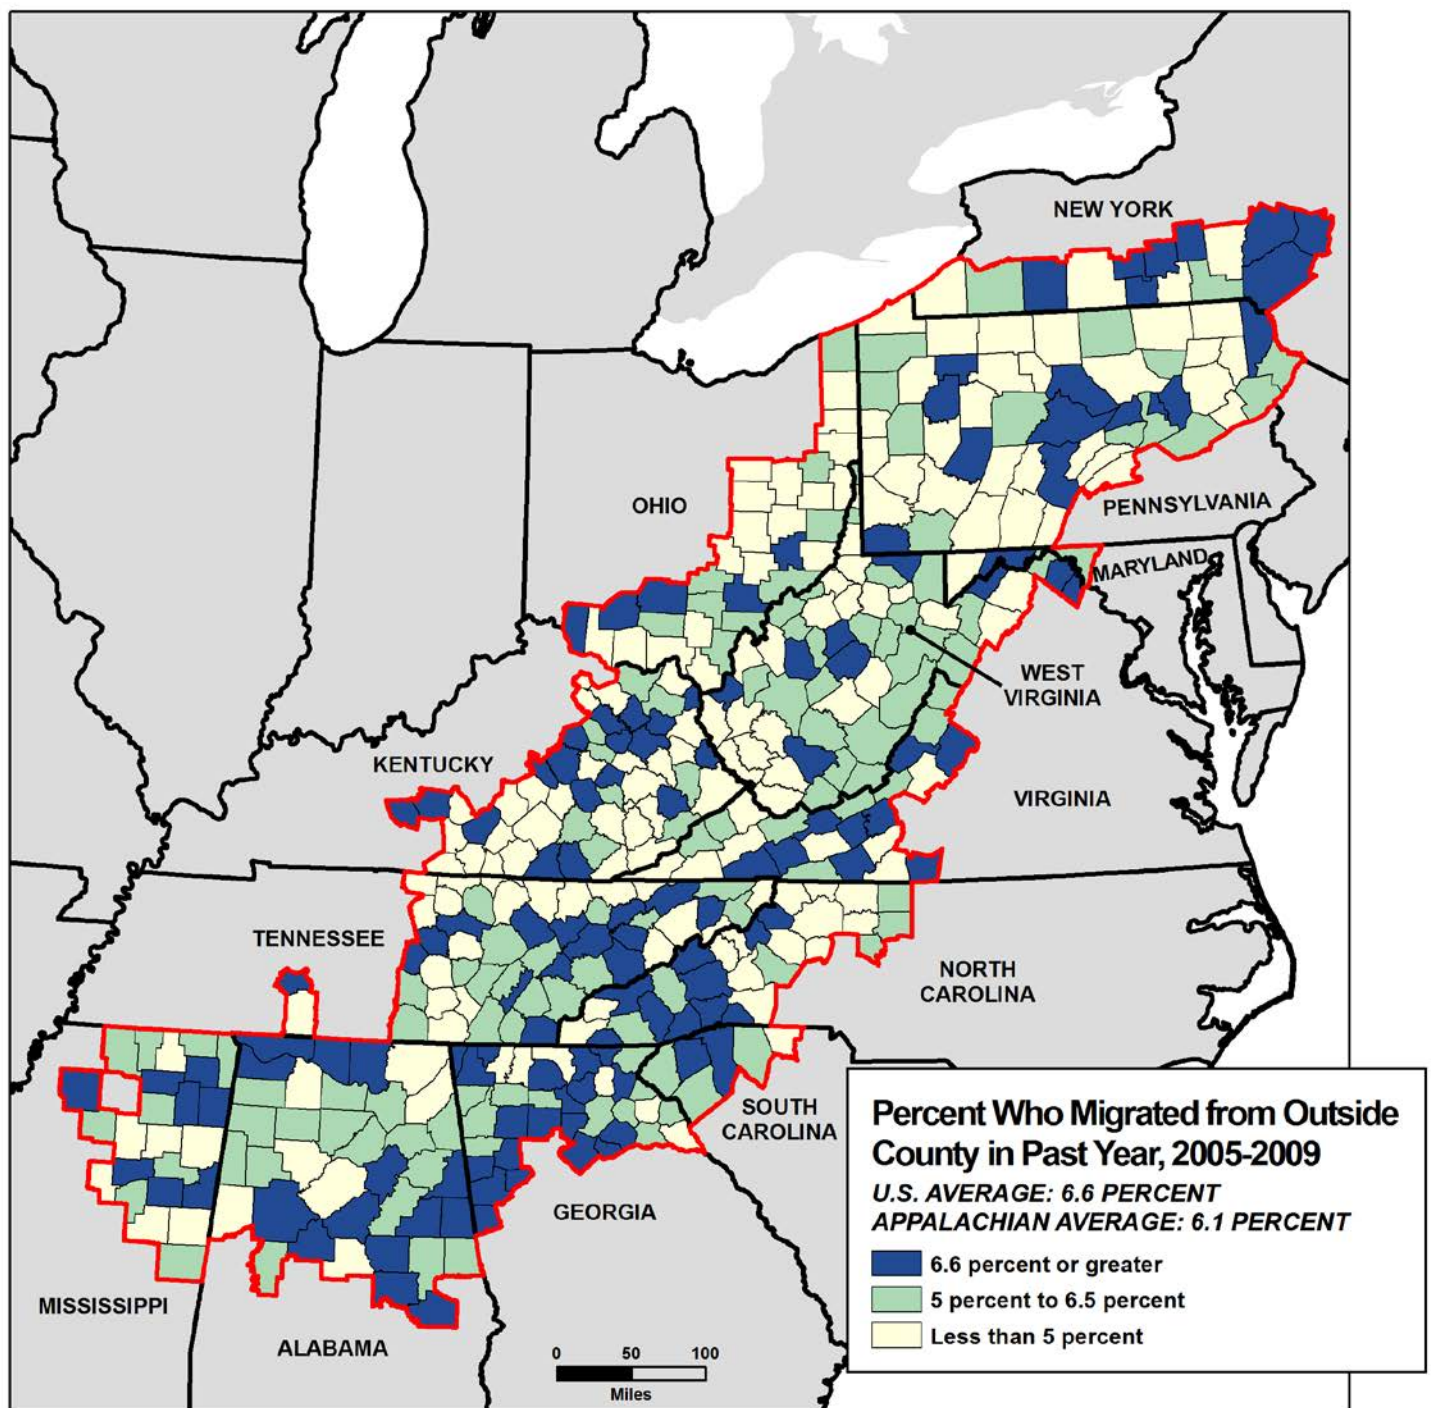 NEW YORK
OHIO
PENNSYLVANIA
MARYLAND
WEST
VIRGINIA
KENTUCKY
VIRGINIA
TENNESSEE
NORTH
CAROLINA
SOUTH
CAROLINA
GEORGIA
MISSISSIPPI
ALABAMA
0 50 100
Miles
Percent Who Migrated from Outside
County in Past Year, 2005-2009
U.S. AVERAGE: 6.6 PERCENT
APPALACHIAN AVERAGE: 6.1 PERCENT
6.6 percent or greater
5 percent to 6.5 percent
Less than 5 percent